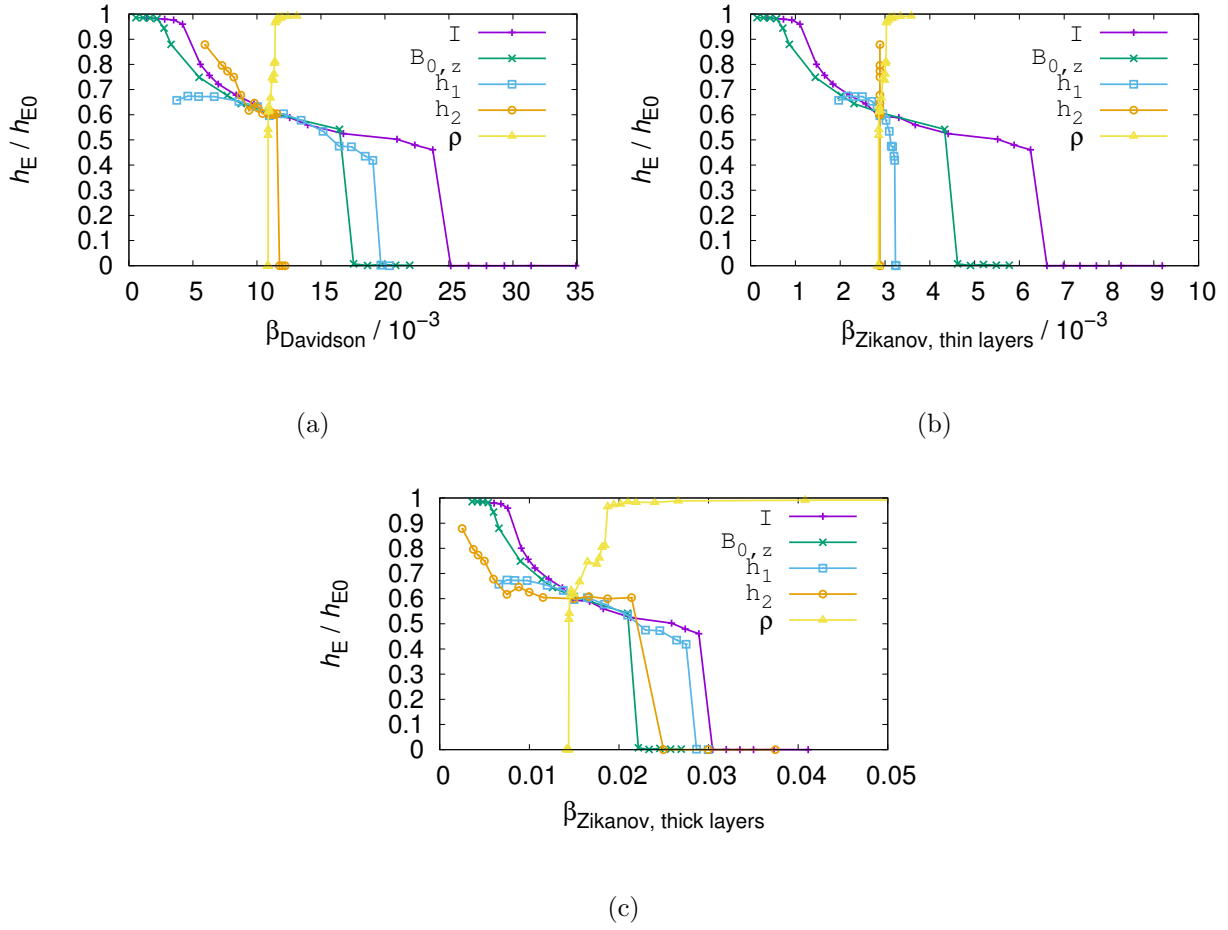 1
0.9
0.8
0.7
0.6
0.5
0.4
0.3
0.2
0.1
0
h_E / h_E0
I
B_0,z
h_1
h_2
ρ
0 5 10 15 20 25 30 35
β_Davidson / 10^-3
(a)
1
0.9
0.8
0.7
0.6
0.5
0.4
0.3
0.2
0.1
0
h_E / h_E0
I
B_0,z
h_1
h_2
ρ
0 1 2 3 4 5 6 7 8 9 10
β_Zikanov, thin layers / 10^-3
(b)
1
0.9
0.8
0.7
0.6
0.5
0.4
0.3
0.2
0.1
0
h_E / h_E0
I
B_0,z
h_1
h_2
ρ
0 0.01 0.02 0.03 0.04 0.05
β_Zikanov, thick layers
(c)